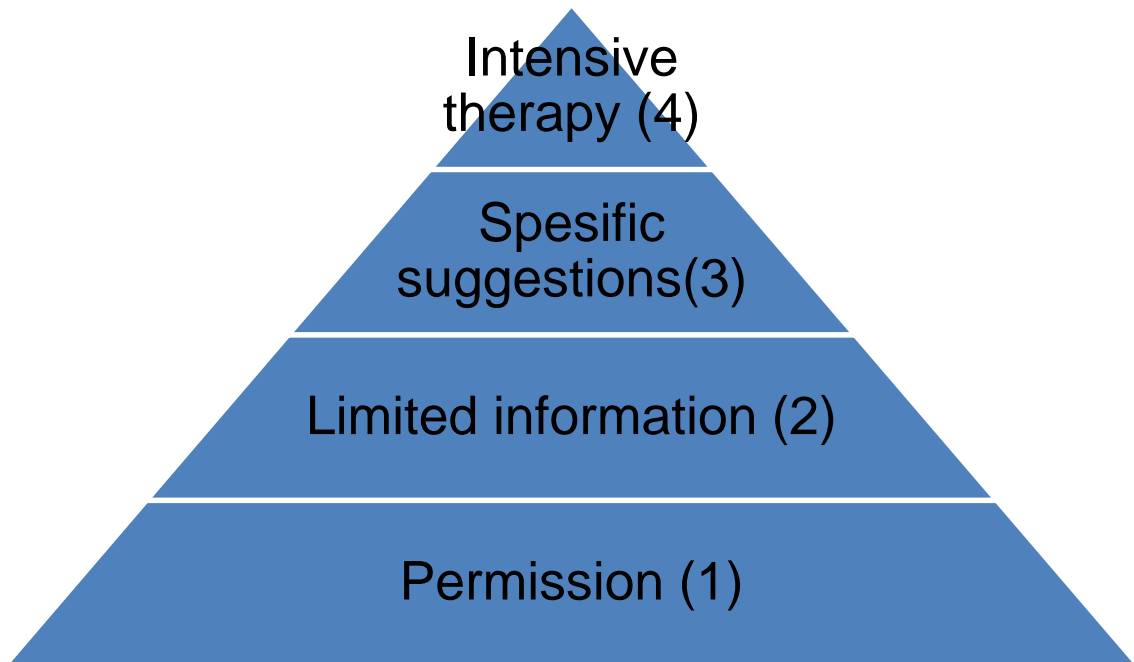 Intensive
therapy (4)
Spesific
suggestions(3)
Limited information (2)
Permission (1)